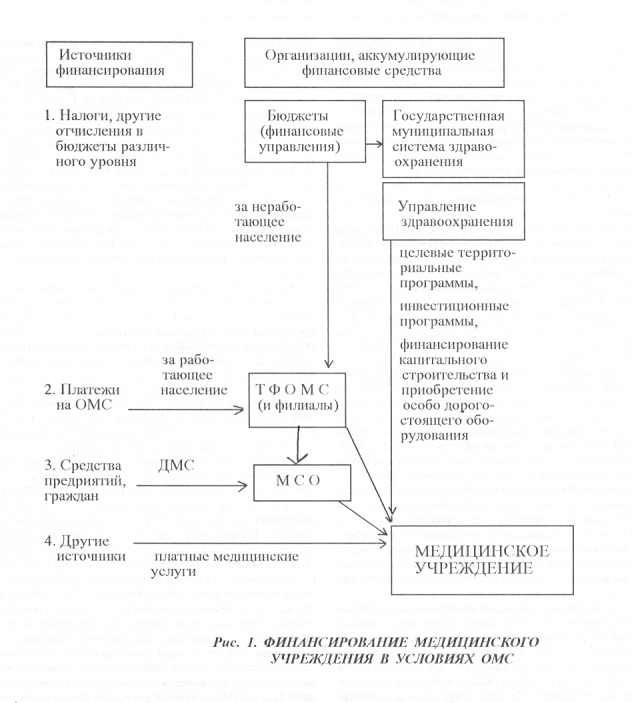 Источники
финансирования
Организации, аккумулирующие
финансовые средства
1. Налоги, другие
отчисления в
бюджеты различ-
ного уровня
Бюджеты
(финансовые
управления)
Государственная
муниципальная
система здраво-
охранения
за нерабо-
тающее
население
Управление
здравоохранения
целевые террито-
риальные
программы,
инвестиционные
программы,
финансирование
капитального
строительства и
приобретение
особо дорого-
стоящего обо-
рудования
2. Платежи
на ОМС
за рабо-
тающее
население
Т Ф О М С
(и филиалы)
3. Средства
предриятий,
граждан
ДМС
М С О
4. Другие
источники
платные медицинские
услуги
МЕДИЦИНСКОЕ
УЧРЕЖДЕНИЕ
Рис. 1. ФИНАНСИРОВАНИЕ МЕДИЦИНСКОГО
УЧРЕЖДЕНИЯ В УСЛОВИЯХ ОМС